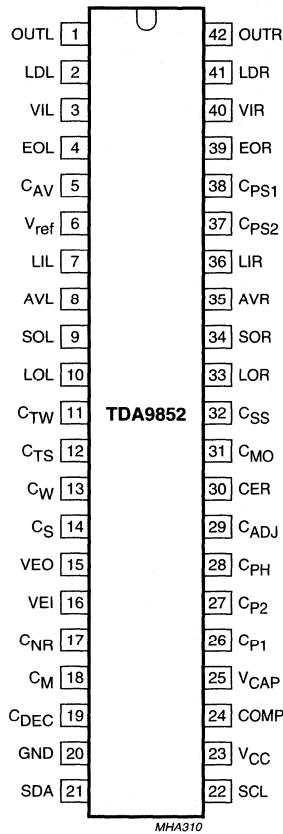 OUTL 1 42 OUTR
LDL 2 41 LDR
VIL 3 40 VIR
EOL 4 39 EOR
CAV 5 38 CPS1
Vref 6 37 CPS2
LIL 7 36 LIR
AVL 8 35 AVR
SOL 9 34 SOR
LOL 10 33 LOR
CTW 11 TDA9852 32 CSS
CTS 12 31 CMO
CW 13 30 CER
CS 14 29 CADJ
VEO 15 28 CPH
VEI 16 27 CP2
CNR 17 26 CP1
CM 18 25 VCAP
CDEC 19 24 COMP
GND 20 23 VCC
SDA 21 22 SCL
MHA310